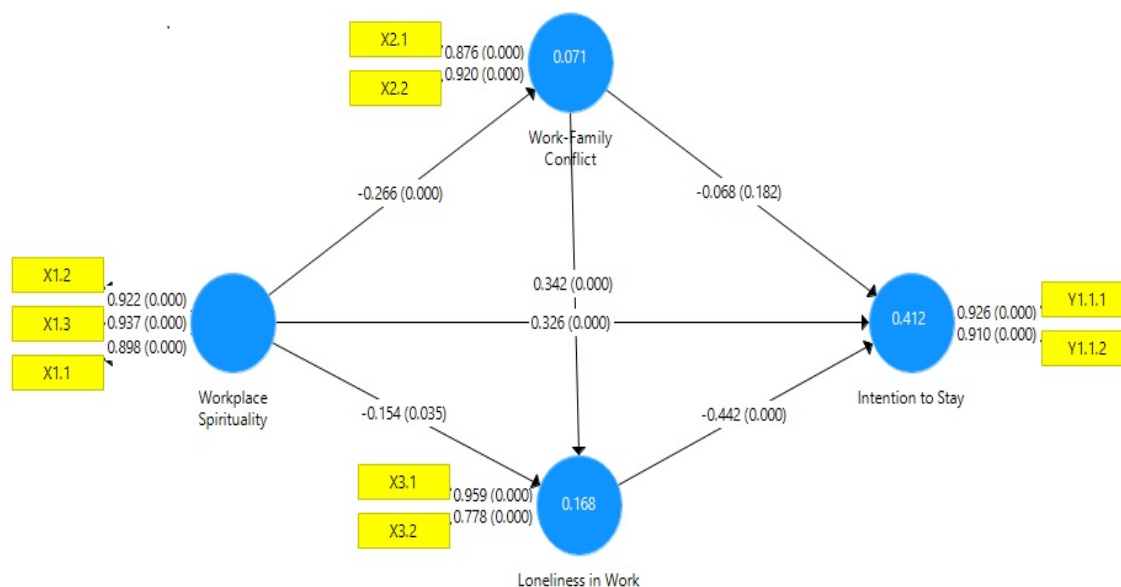 X2.1
0.876 (0.000)
0.920 (0.000)
X2.2
0.071
Work-Family
Conflict
-0.266 (0.000)
-0.068 (0.182)
X1.2
0.922 (0.000)
X1.3
0.937 (0.000)
0.898 (0.000)
X1.1
Workplace
Spirituality
0.342 (0.000)
0.326 (0.000)
0.412
Intention to Stay
0.926 (0.000)
0.910 (0.000)
Y1.1.1
Y1.1.2
-0.154 (0.035)
-0.442 (0.000)
X3.1
0.959 (0.000)
0.778 (0.000)
X3.2
0.168
Loneliness in Work